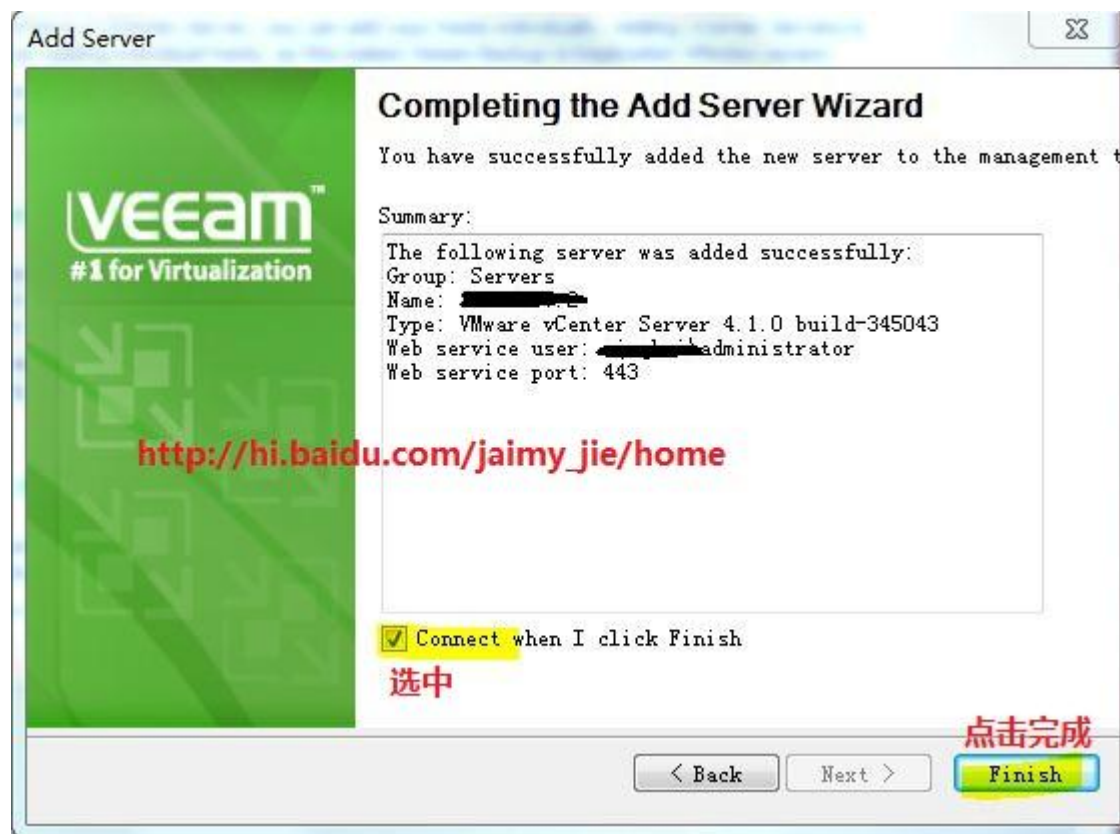 Add Server
Completing the Add Server Wizard
You have successfully added the new server to the management
veeam™
#1 for Virtualization
Summary:
The following server was added successfully:
Group: Servers
Name:
Type: VMware vCenter Server 4.1.0 build-345043
Web service user: administrator
Web service port: 443
http://hi.baidu.com/jaimy_jie/home
Connect when I click Finish
选中
点击完成
< Back Next > Finish